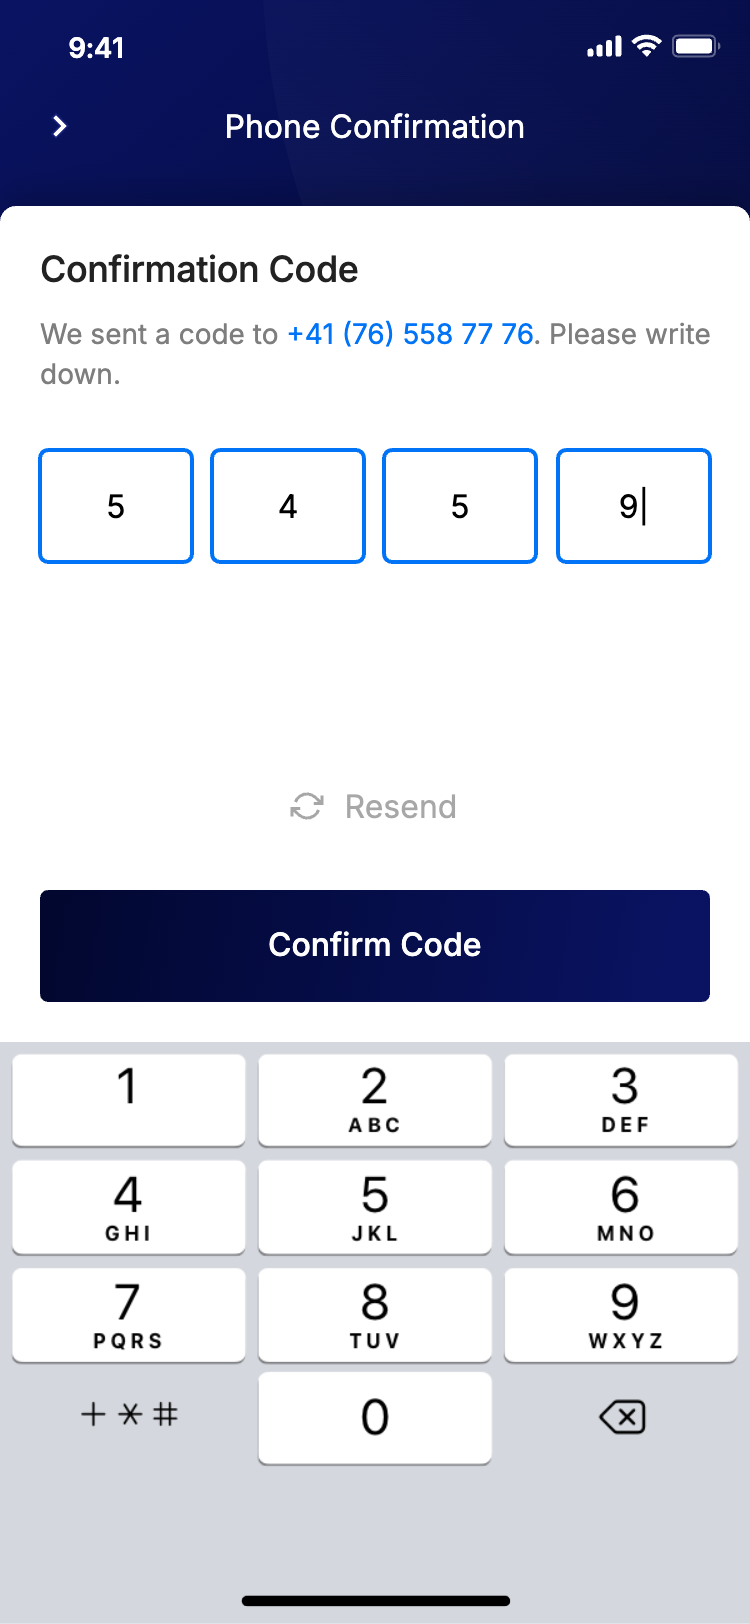 9:41
Phone Confirmation
Confirmation Code
We sent a code to +41 (76) 558 77 76. Please write
down.
5 4 5 9
Resend
Confirm Code
1 2 3
ABC DEF
4 5 6
GHI JKL MNO
7 8 9
PQRS TUV WXYZ
+ * # 0